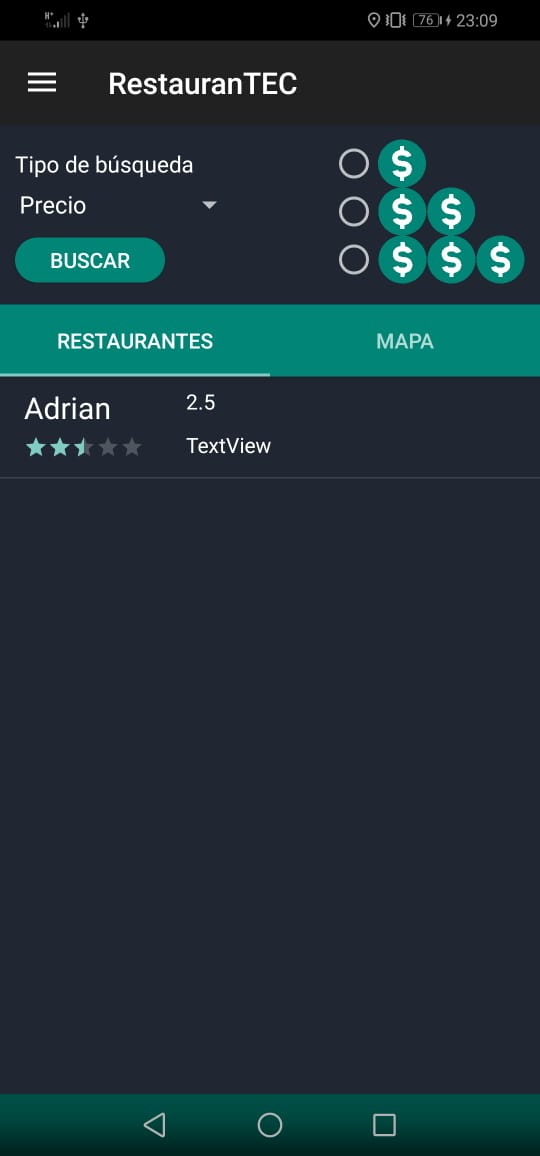 H+ 76 23:09
RestauranTEC
Tipo de búsqueda
$
Precio
$ $
BUSCAR
$ $ $
RESTAURANTES MAPA
Adrian 2.5
TextView